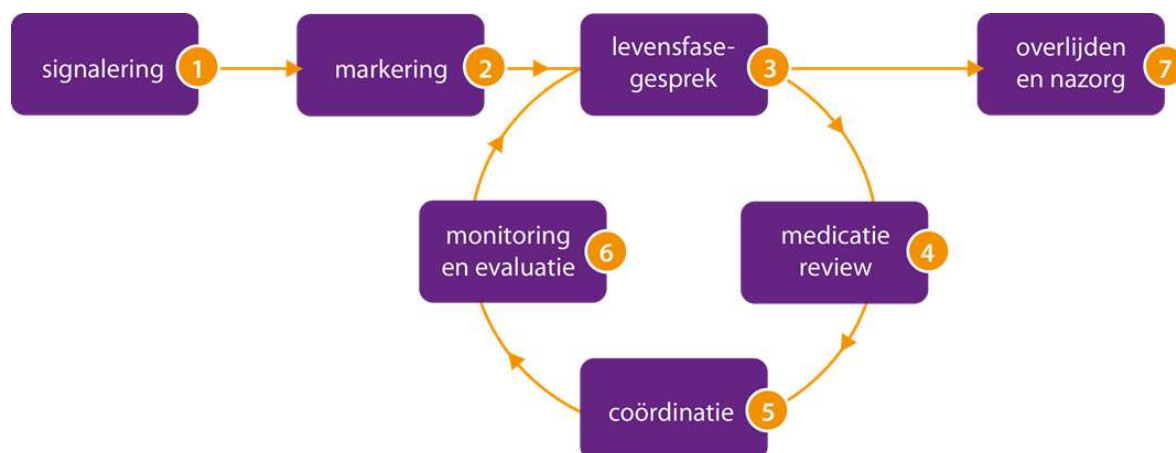 signalering 1
markering 2
levensfase-
gesprek 3
overlijden
en nazorg 7
monitoring
en evaluatie 6
medicatie
review 4
coördinatie 5